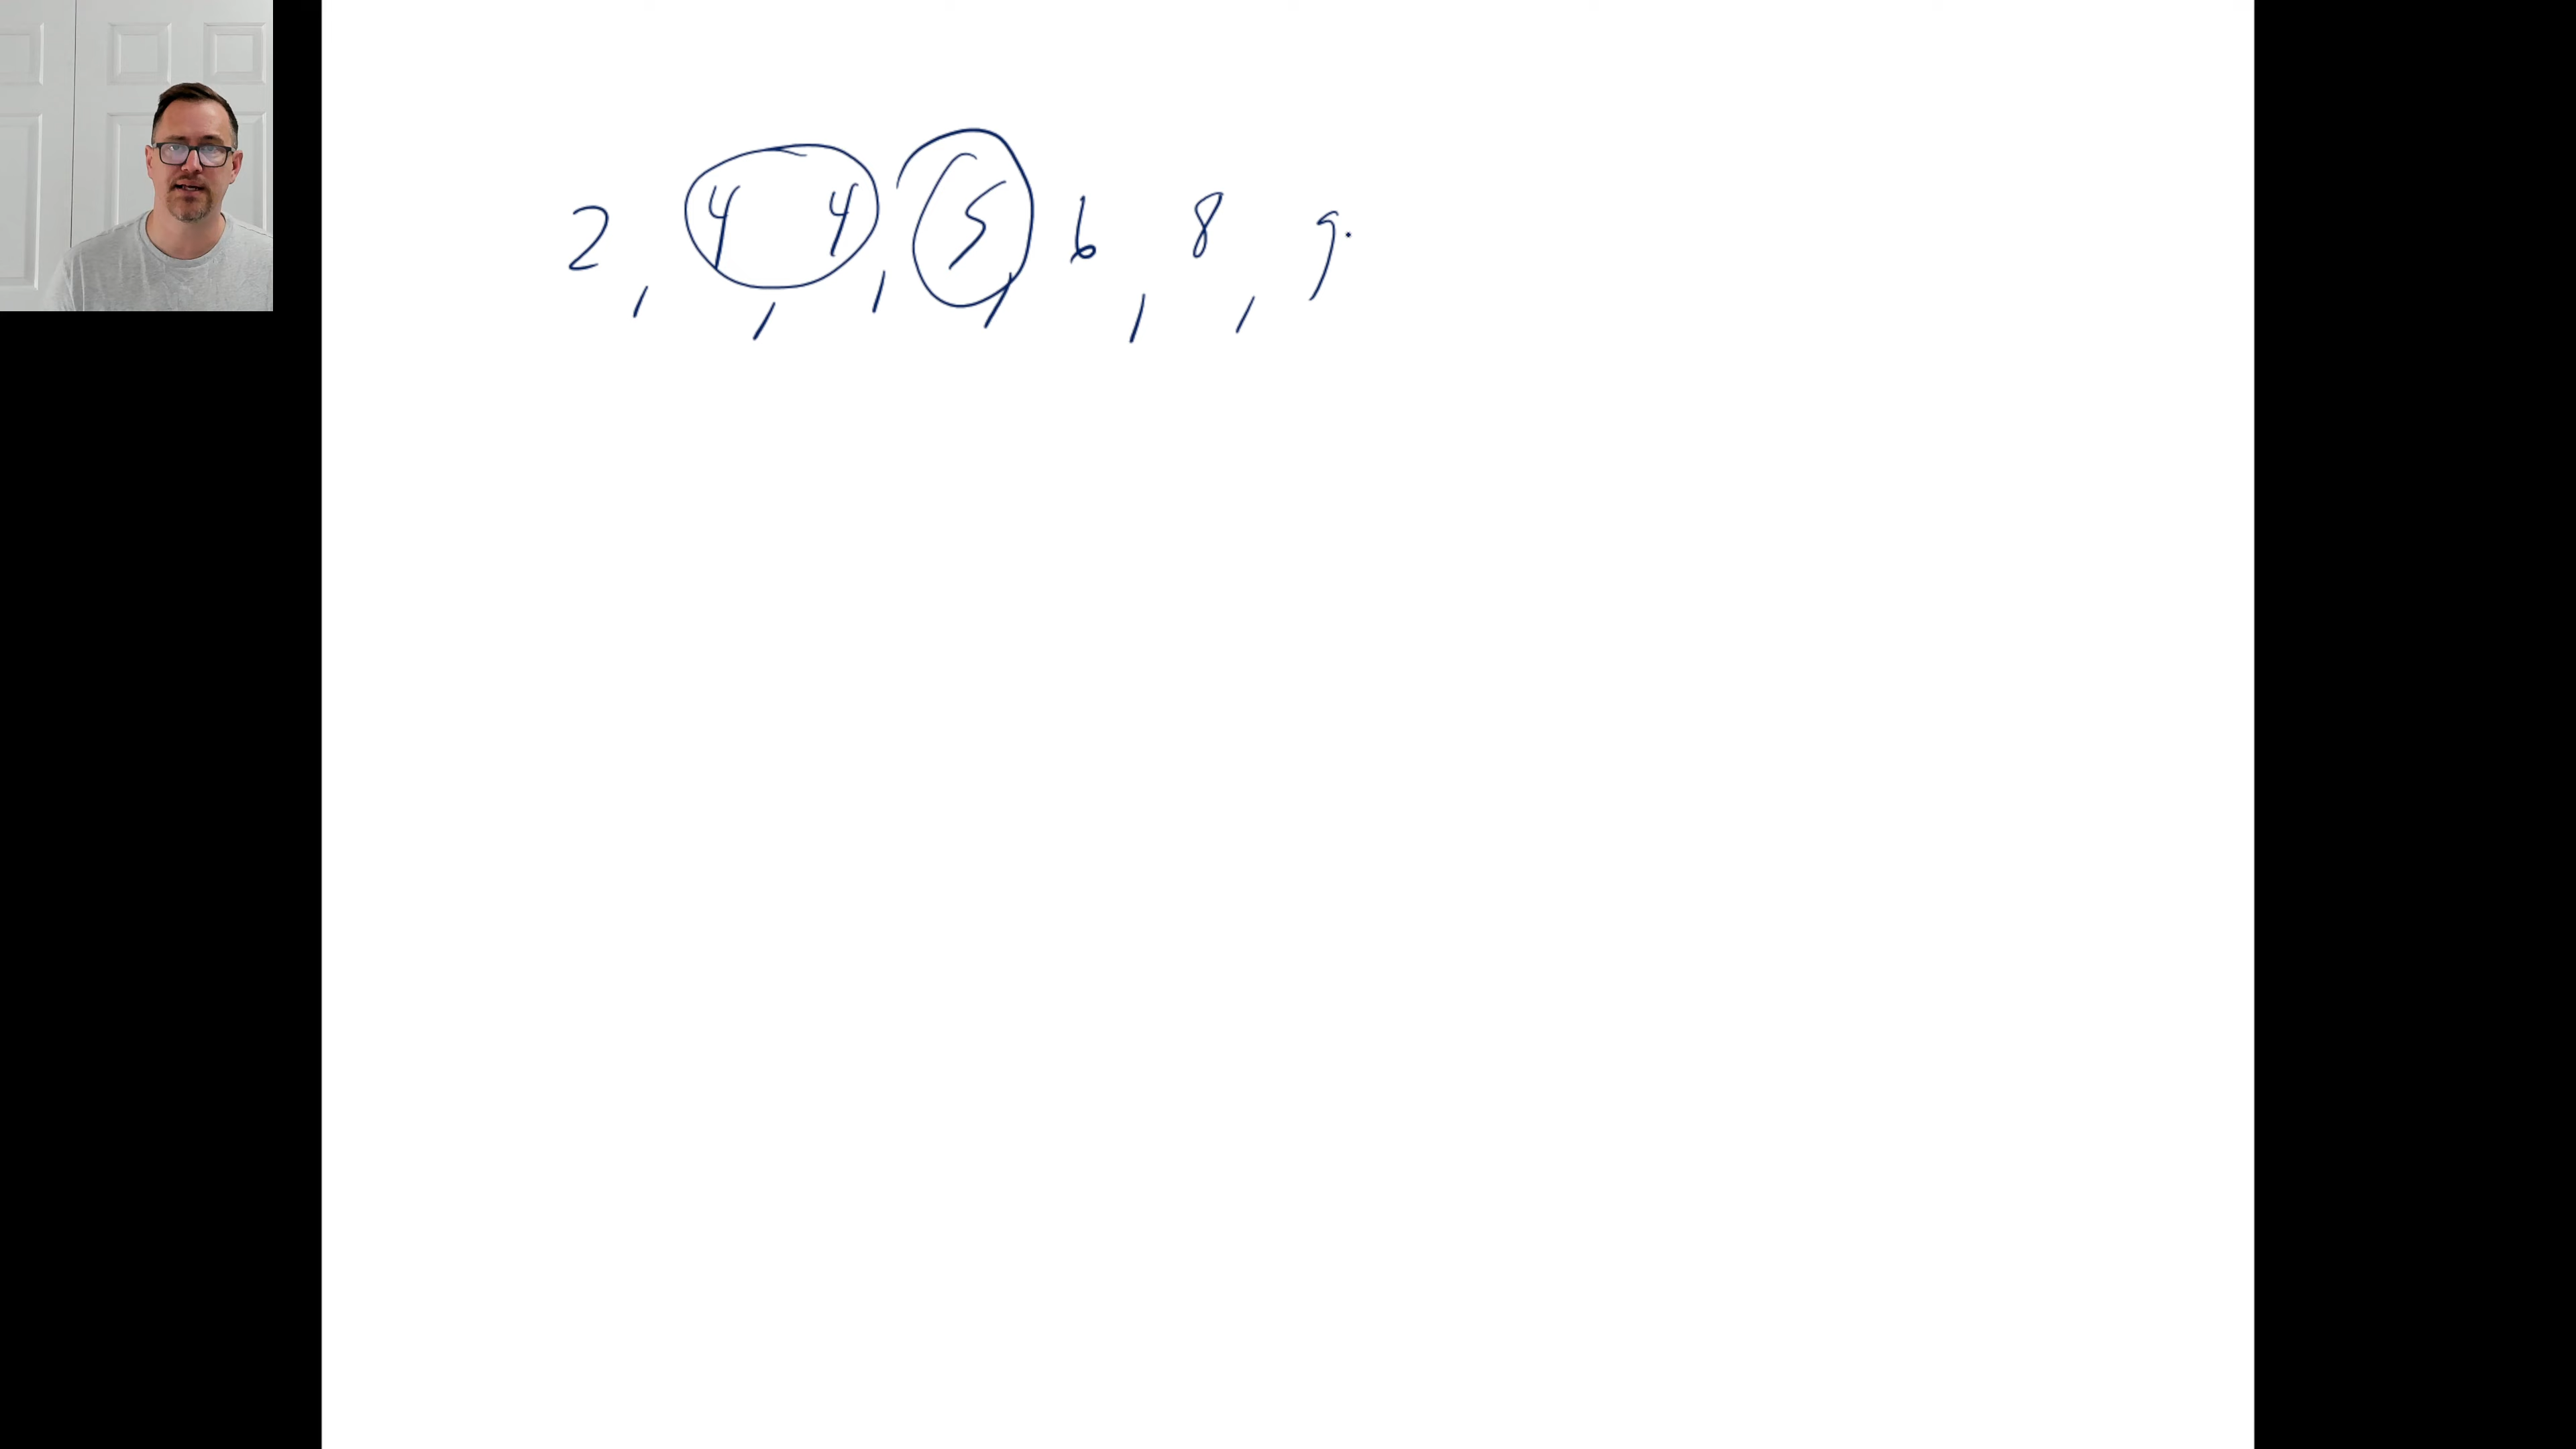 2, 4, 4, 5, 6, 8, 9.